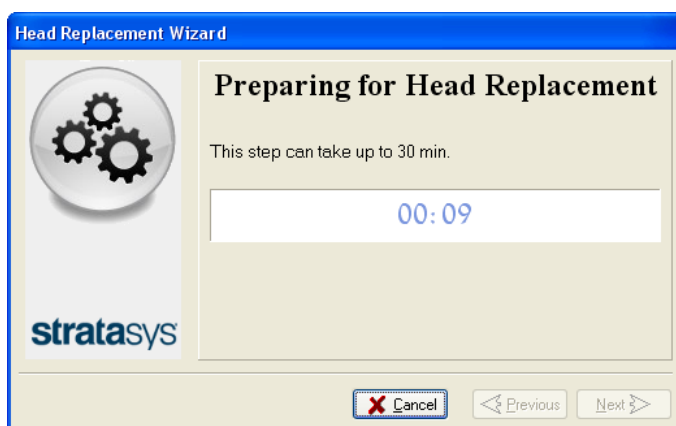 Head Replacement Wizard
Preparing for Head Replacement
This step can take up to 30 min.
00:09
stratasys
Cancel
Previous
Next